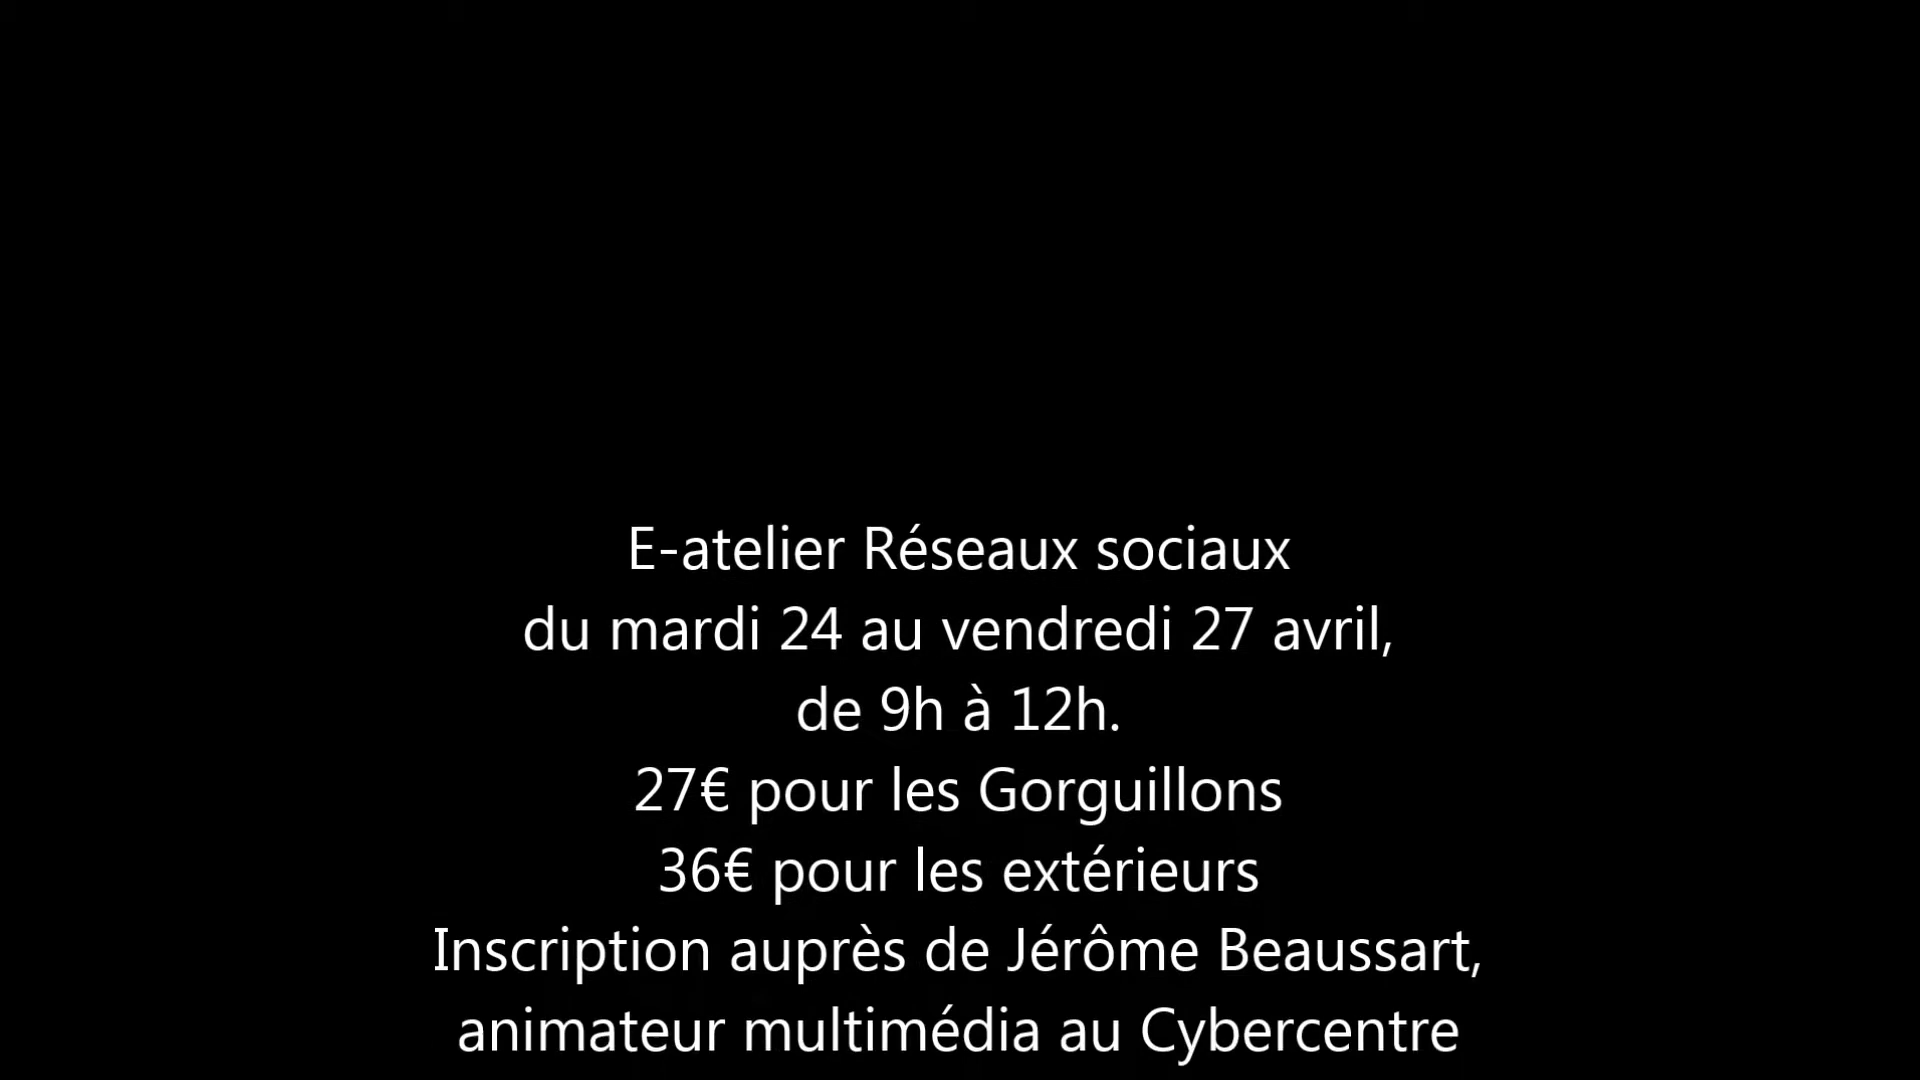 E-atelier Réseaux sociaux
du mardi 24 au vendredi 27 avril,
de 9h à 12h.
27€ pour les Gorguillons
36€ pour les extérieurs
Inscription auprès de Jérôme Beaussart,
animateur multimédia au Cybercentre